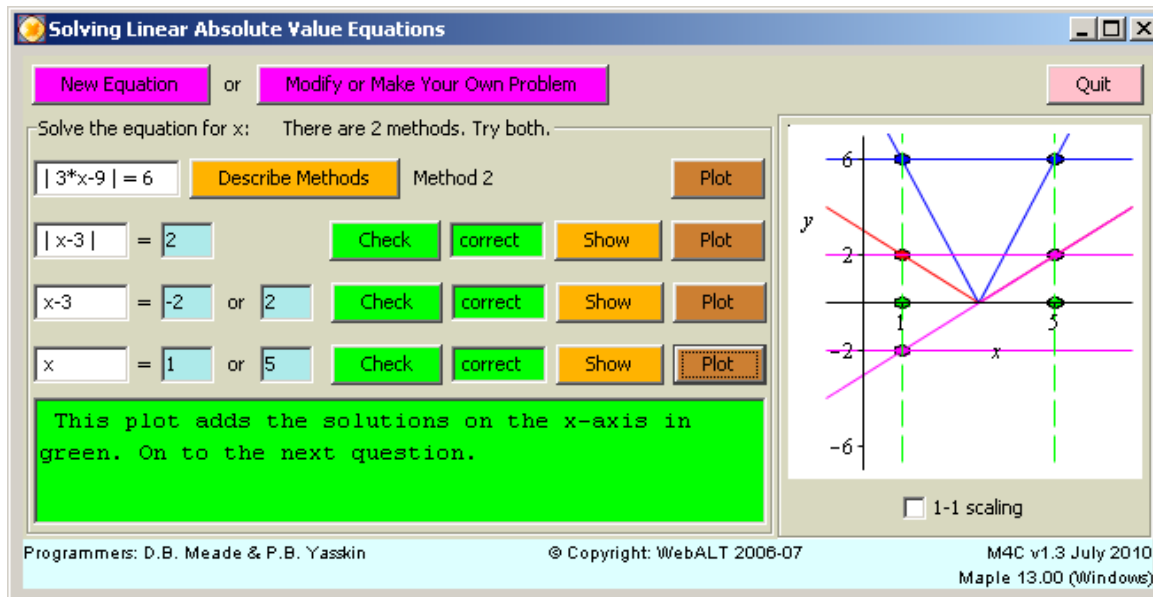 Solving Linear Absolute Value Equations
New Equation or Modify or Make Your Own Problem Quit
Solve the equation for x: There are 2 methods. Try both.
| 3*x-9 | = 6 Describe Methods Method 2 Plot
| x-3 | = 2 Check correct Show Plot
x-3 = -2 or 2 Check correct Show Plot
x = 1 or 5 Check correct Show Plot
This plot adds the solutions on the x-axis in
green. On to the next question.
6
y
2
1 5
-2 x
-6
1-1 scaling
Programmers: D.B. Meade & P.B. Yasskin © Copyright: WebALT 2006-07 M4C v1.3 July 2010
Maple 13.00 (Windows)